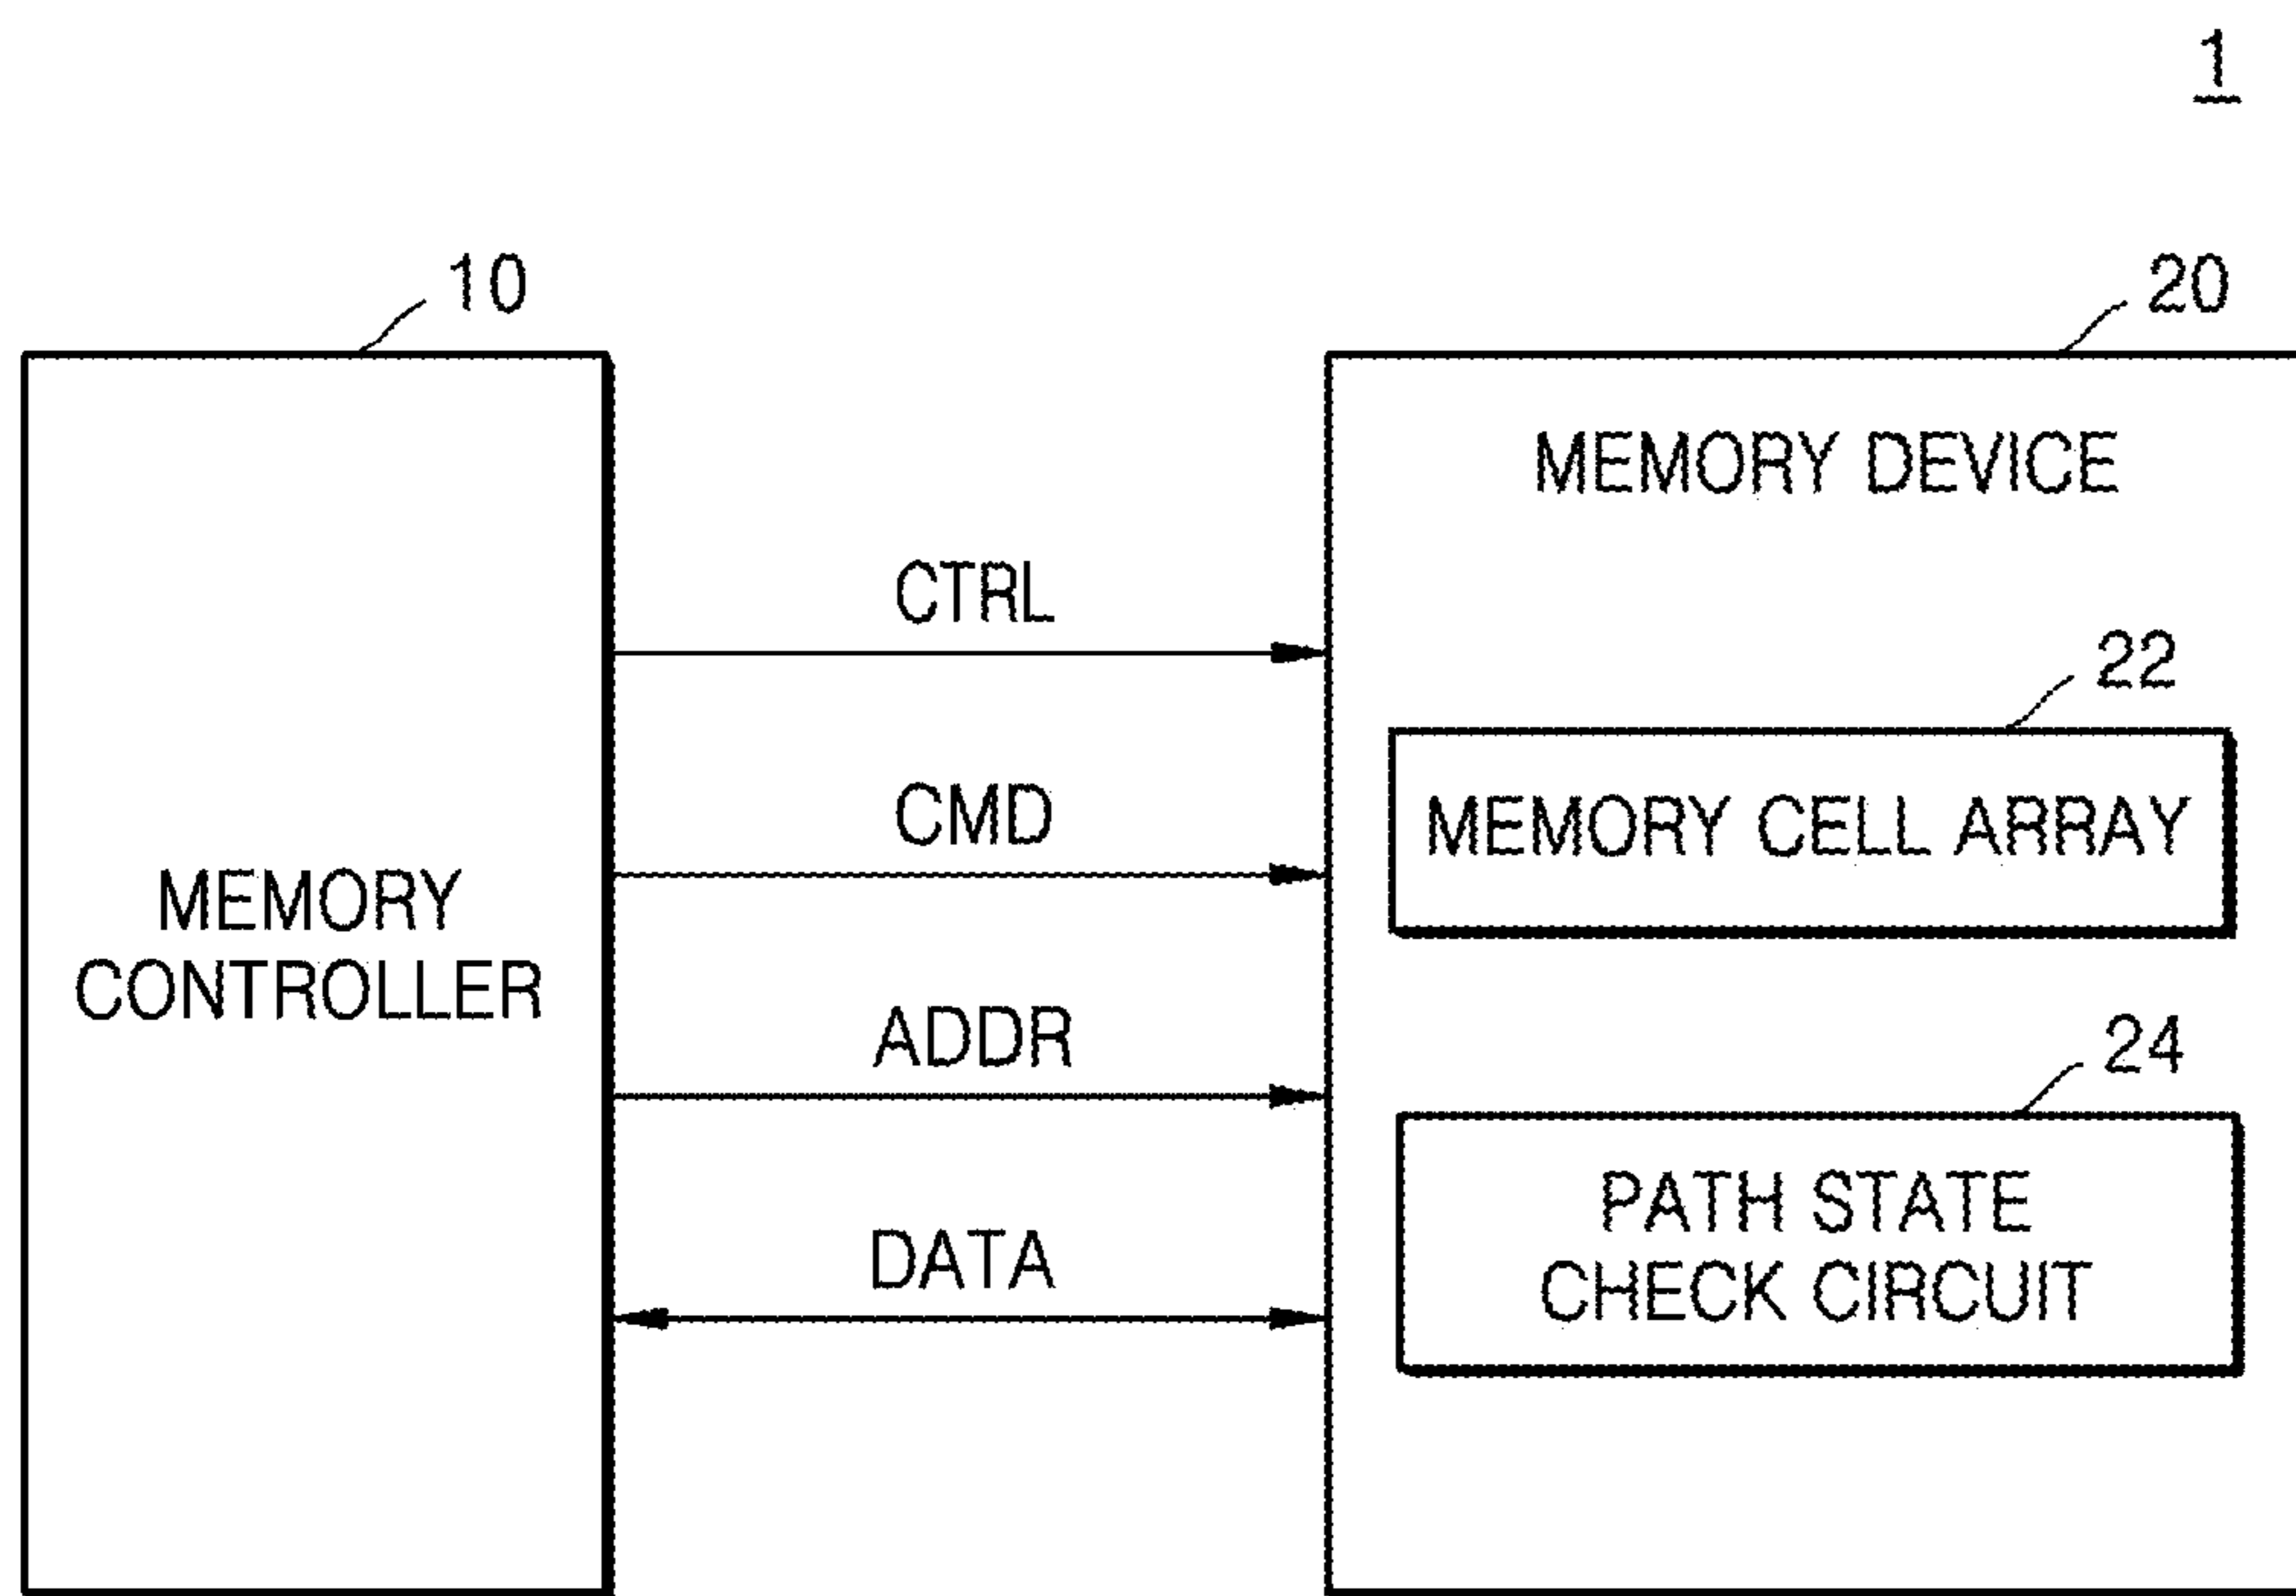 1
10
20
MEMORY DEVICE
CTRL
22
CMD
MEMORY CELL ARRAY
MEMORY
CONTROLLER
ADDR
24
PATH STATE
CHECK CIRCUIT
DATA